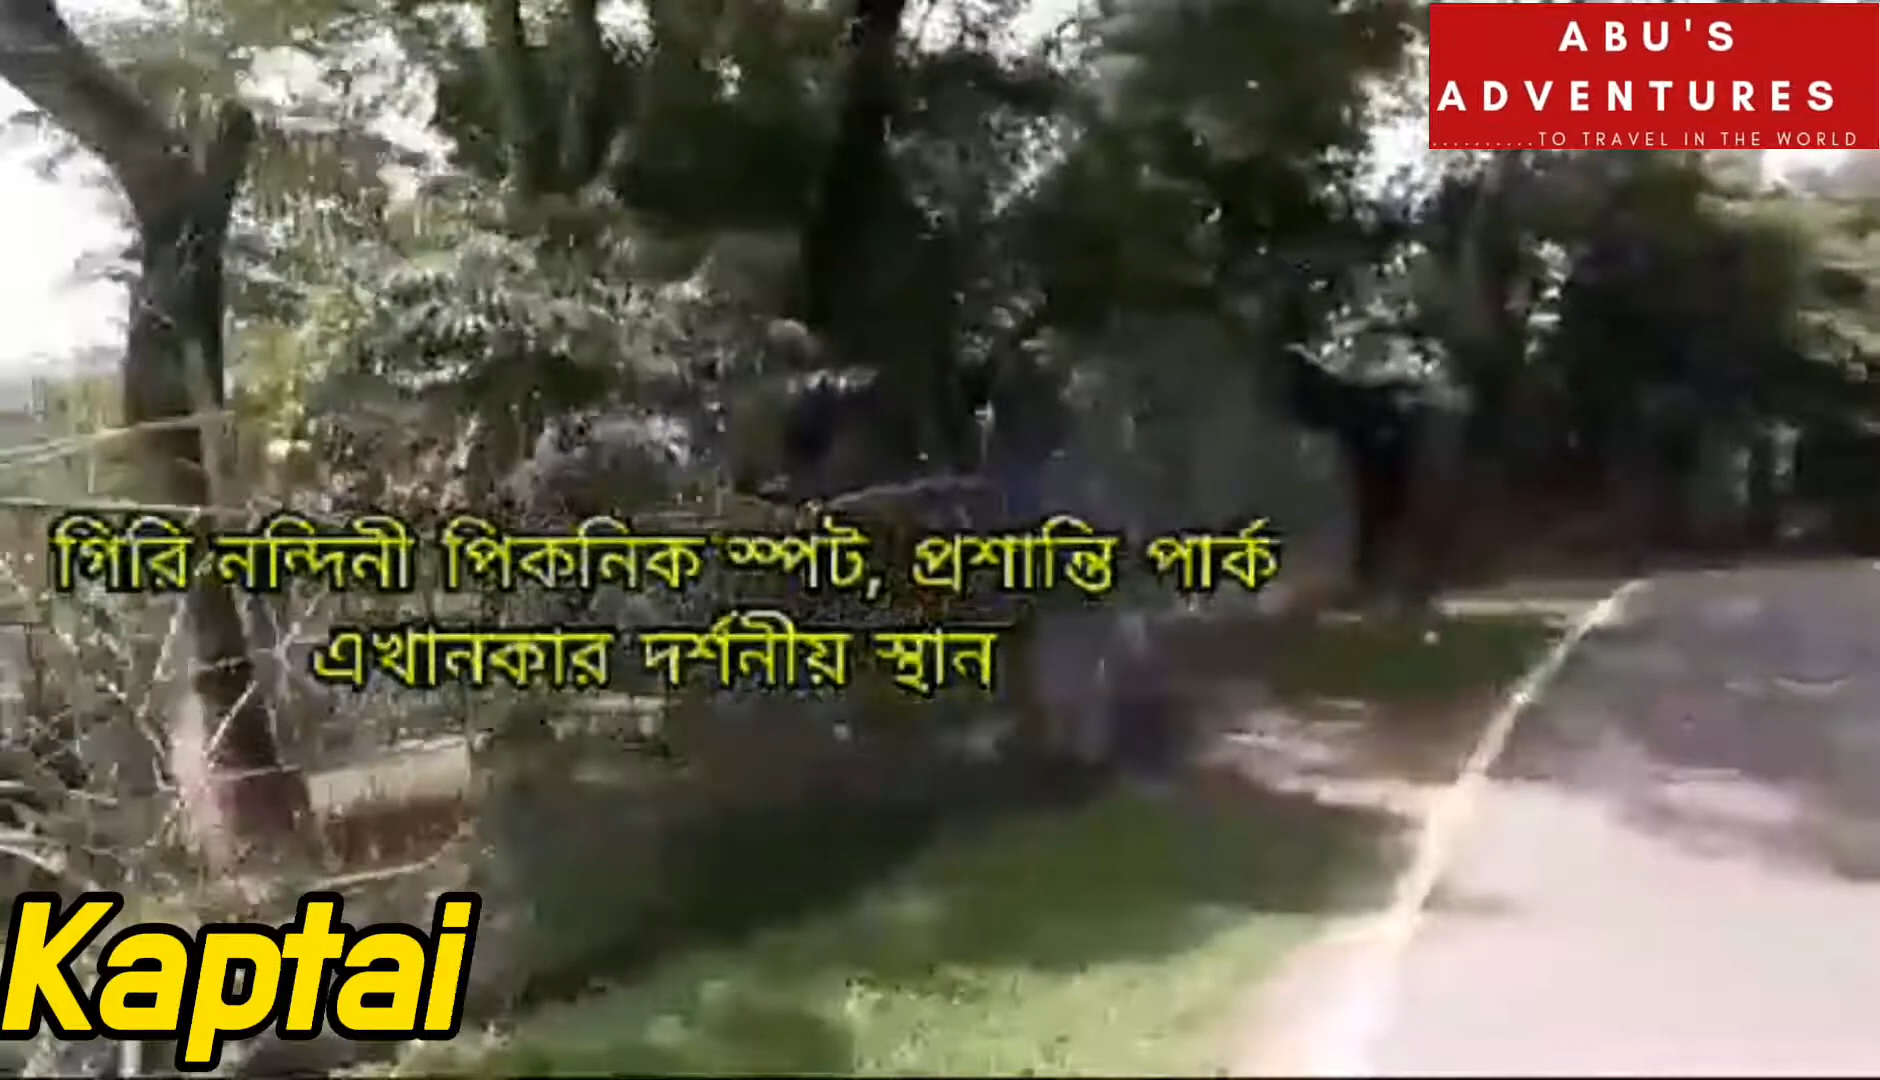 ABU'S
ADVENTURES
..........TO TRAVEL IN THE WORLD
গিরি নন্দিনী পিকনিক স্পট, প্রশান্তি পার্ক
এখানকার দর্শনীয় স্থান
Kaptai